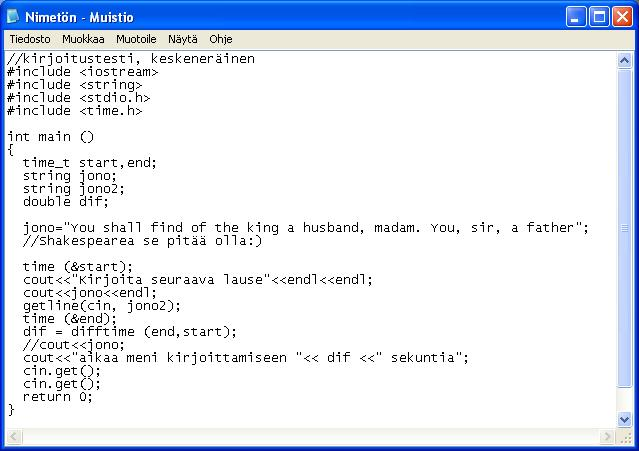 Nimetön - Muistio
Tiedosto Muokkaa Muotoile Näytä Ohje
//kirjoitustesti, keskeneräinen
#include <iostream>
#include <string>
#include <stdio.h>
#include <time.h>

int main ()
{
  time_t start,end;
  string jono;
  string jono2;
  double dif;

  jono="You shall find of the king a husband, madam. You, sir, a father";
  //Shakespearea se pitää olla:)

  time (&start);
  cout<<"Kirjoita seuraava lause"<<endl<<endl;
  cout<<jono<<endl;
  getline(cin, jono2);
  time (&end);
  dif = difftime (end,start);
  //cout<<jono;
  cout<<"aikaa meni kirjoittamiseen "<< dif <<" sekuntia";
  cin.get();
  cin.get();
  return 0;
}